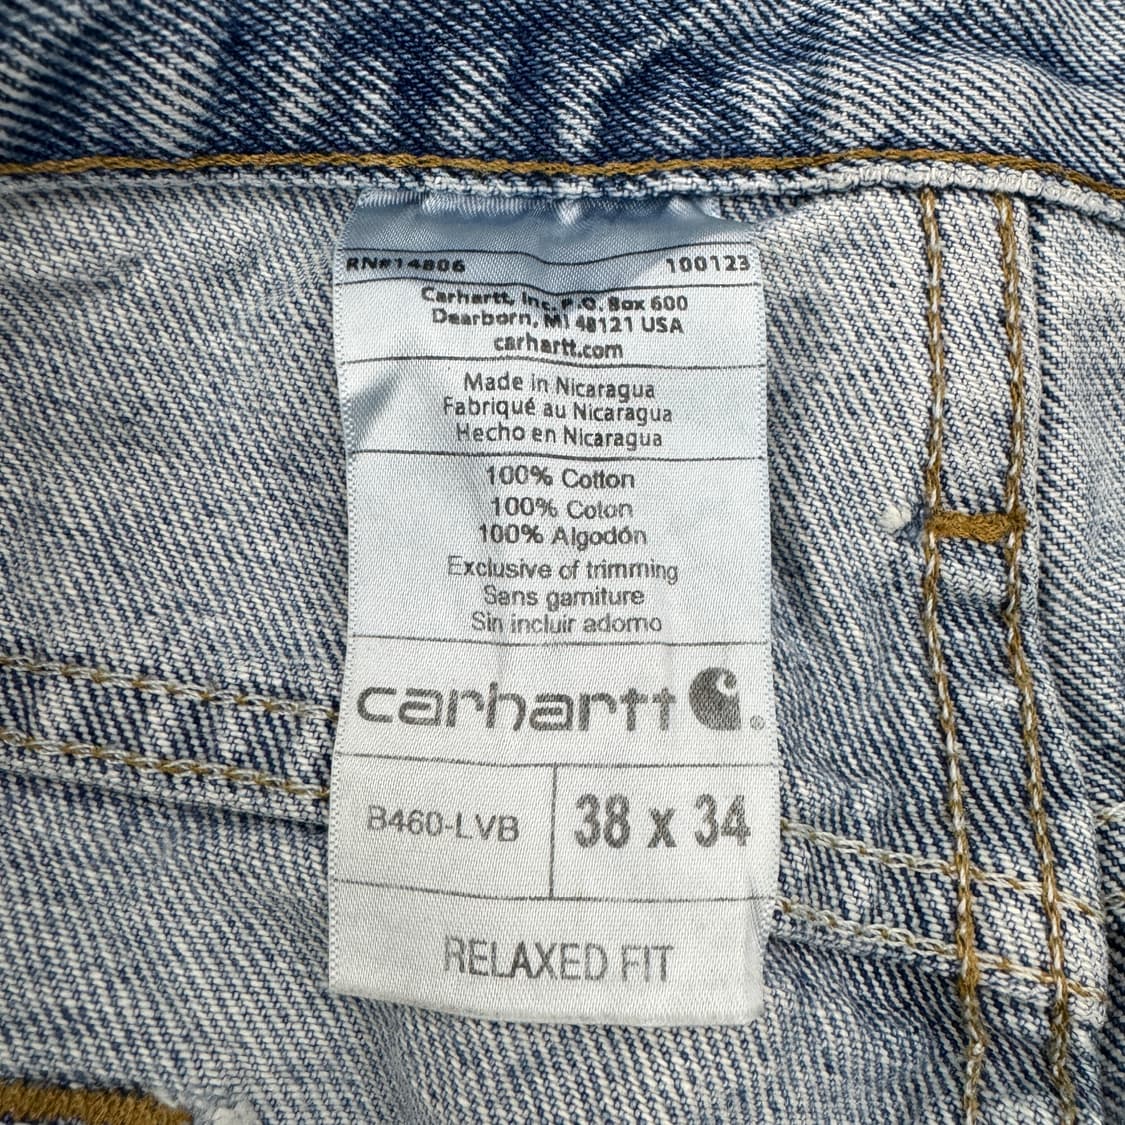 RN#14806 100123
Carhartt, Inc. P.O. Box 600
Dearborn, MI 48121 USA
carhartt.com
Made in Nicaragua
Fabriqué au Nicaragua
Hecho en Nicaragua
100% Cotton
100% Coton
100% Algodón
Exclusive of trimming
Sans garniture
Sin incluir adorno
carhartt ®
B460-LVB 38 x 34
RELAXED FIT